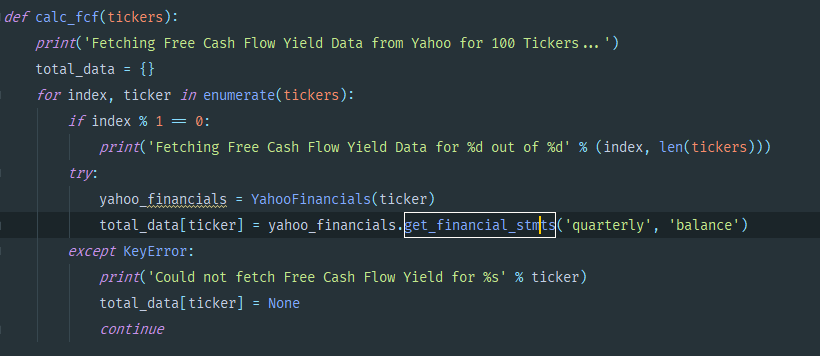 def calc_fcf(tickers):
    print('Fetching Free Cash Flow Yield Data from Yahoo for 100 Tickers...')
    total_data = {}
    for index, ticker in enumerate(tickers):
        if index % 1 == 0:
            print('Fetching Free Cash Flow Yield Data for %d out of %d' % (index, len(tickers)))
        try:
            yahoo_financials = YahooFinancials(ticker)
            total_data[ticker] = yahoo_financials.get_financial_stmts('quarterly', 'balance')
        except KeyError:
            print('Could not fetch Free Cash Flow Yield for %s' % ticker)
            total_data[ticker] = None
            continue